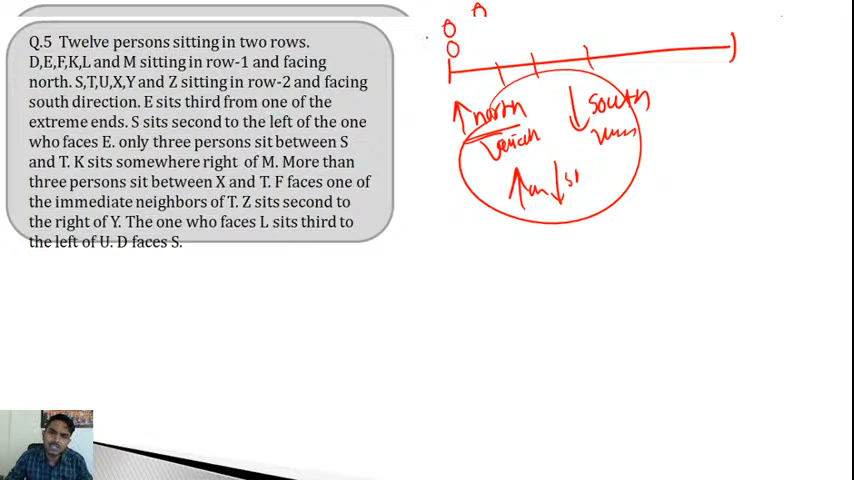 Q.5 Twelve persons sitting in two rows.
D,E,F,K,L and M sitting in row-1 and facing
north. S,T,U,X,Y and Z sitting in row-2 and facing
south direction. E sits third from one of the
extreme ends. S sits second to the left of the one
who faces E. only three persons sit between S
and T. K sits somewhere right of M. More than
three persons sit between X and T. F faces one of
the immediate neighbors of T. Z sits second to
the right of Y. The one who faces L sits third to
the left of U. D faces S.
north
south